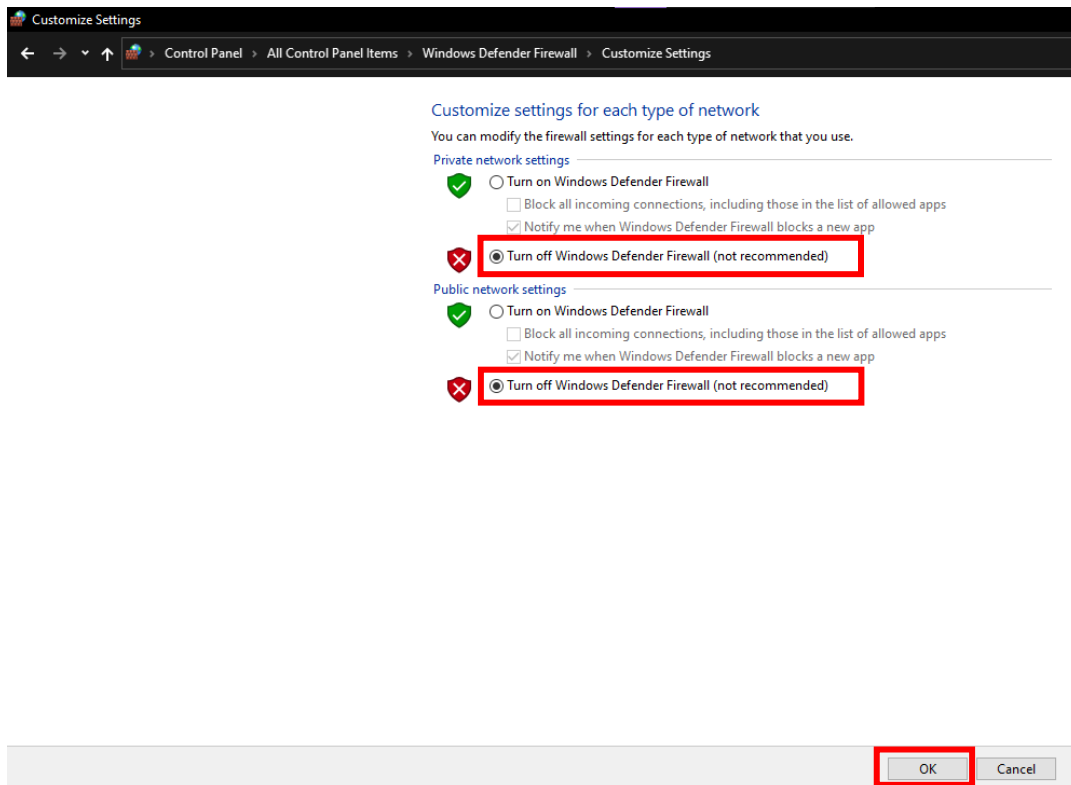 Customize Settings
Control Panel > All Control Panel Items > Windows Defender Firewall > Customize Settings
Customize settings for each type of network
You can modify the firewall settings for each type of network that you use.
Private network settings
Turn on Windows Defender Firewall
Block all incoming connections, including those in the list of allowed apps
Notify me when Windows Defender Firewall blocks a new app
Turn off Windows Defender Firewall (not recommended)
Public network settings
Turn on Windows Defender Firewall
Block all incoming connections, including those in the list of allowed apps
Notify me when Windows Defender Firewall blocks a new app
Turn off Windows Defender Firewall (not recommended)
OK Cancel